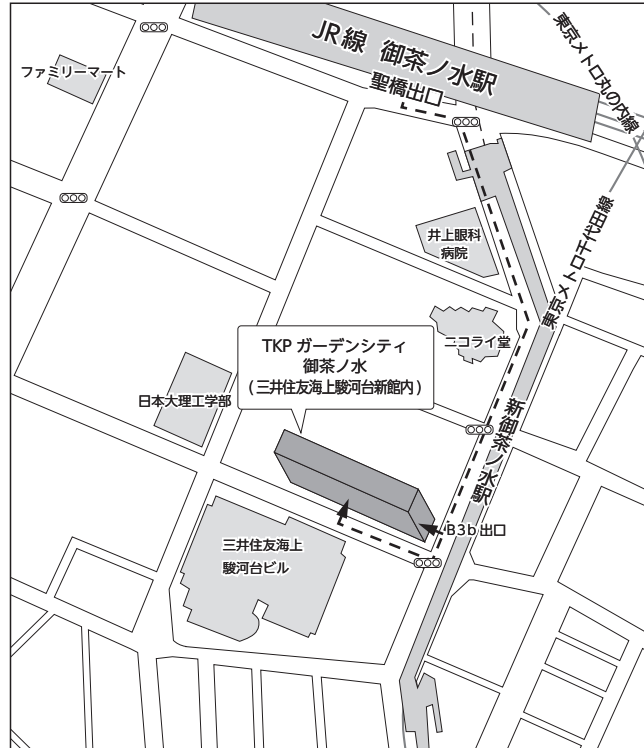 JR線 御茶ノ水駅
聖橋出口
東京メトロ丸の内線
ファミリーマート
東京メトロ千代田線
井上眼科
病院
ニコライ堂
TKP ガーデンシティ
御茶ノ水
(三井住友海上駿河台新館内)
日本大理工学部
新御茶ノ水駅
B3b 出口
三井住友海上
駿河台ビル